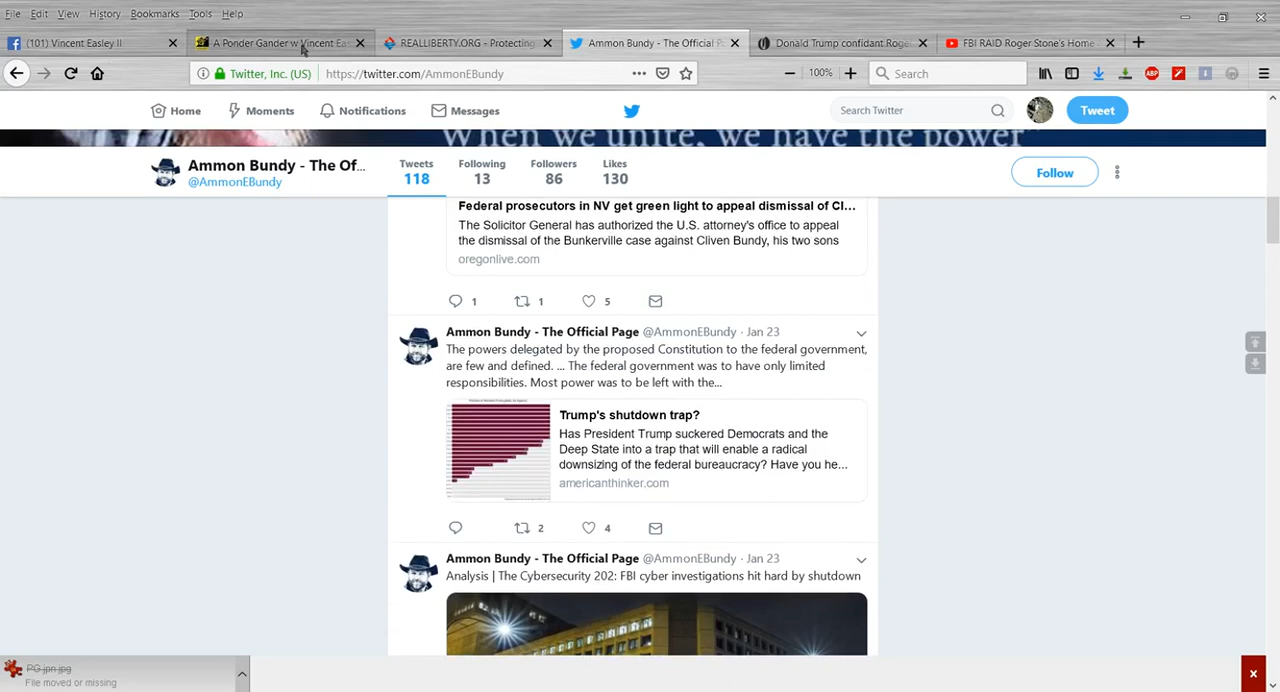 File Edit View History Bookmarks Tools Help
(101) Vincent Easley II
A Ponder Gander w Vincent Eas
REALLIBERTY.ORG - Protecting
Ammon Bundy - The Official P
Donald Trump confidant Roge
FBI RAID Roger Stone's Home
Twitter, Inc. (US) https://twitter.com/AmmonEBundy 100% Search ABP
Home Moments Notifications Messages Search Twitter Tweet
"When we unite, we have the power"
Ammon Bundy - The Of...
@AmmonEBundy
Tweets Following Followers Likes
118 13 86 130
Follow
Federal prosecutors in NV get green light to appeal dismissal of Cl...
The Solicitor General has authorized the U.S. attorney's office to appeal
the dismissal of the Bunkerville case against Cliven Bundy, his two sons
oregonlive.com
1 1 5
Ammon Bundy - The Official Page @AmmonEBundy · Jan 23
The powers delegated by the proposed Constitution to the federal government,
are few and defined. ... The federal government was to have only limited
responsibilities. Most power was to be left with the...
Trump's shutdown trap?
Has President Trump suckered Democrats and the
Deep State into a trap that will enable a radical
downsizing of the federal bureaucracy? Have you he...
americanthinker.com
2 4
Ammon Bundy - The Official Page @AmmonEBundy · Jan 23
Analysis | The Cybersecurity 202: FBI cyber investigations hit hard by shutdown
PG jpn.jpg
File moved or missing